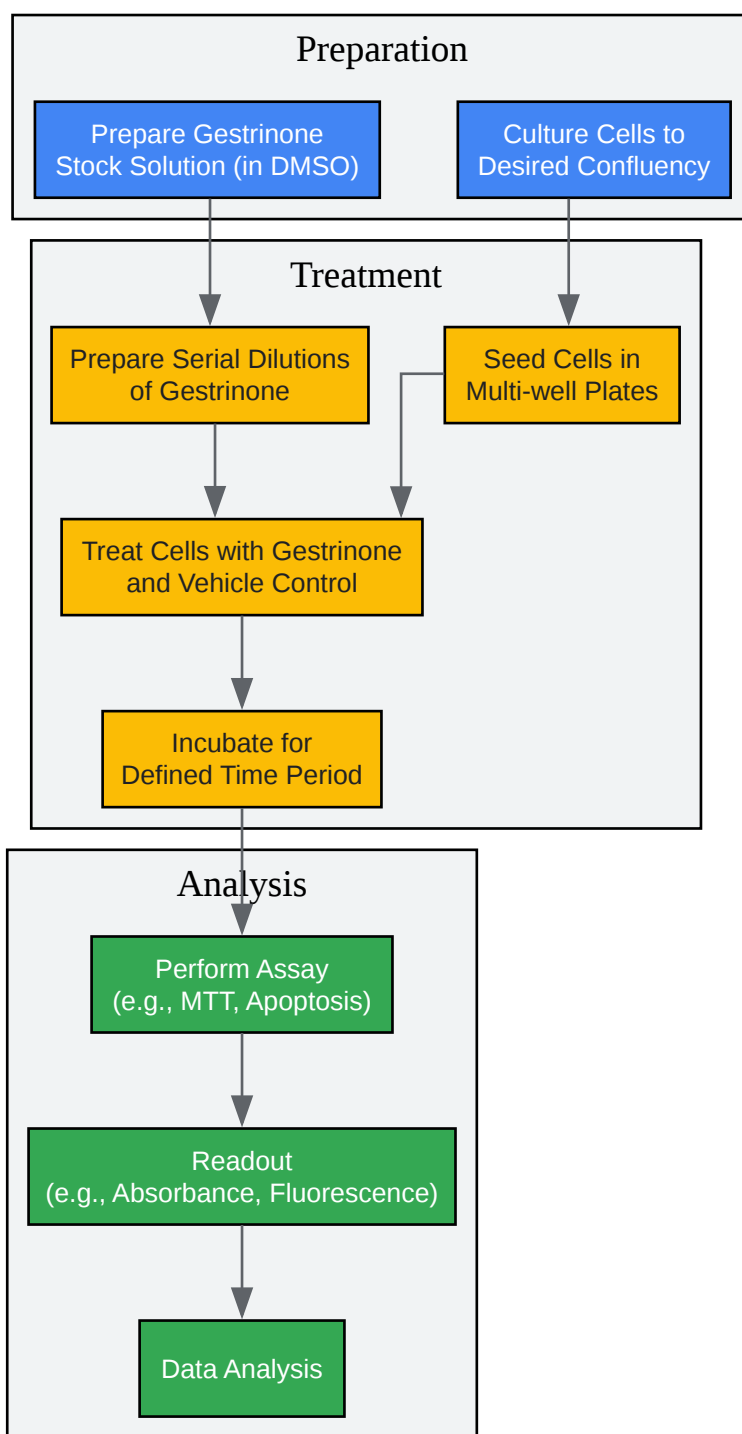 Preparation
Prepare Gestrinone
Stock Solution (in DMSO)
Culture Cells to
Desired Confluency
Treatment
Prepare Serial Dilutions
of Gestrinone
Seed Cells in
Multi-well Plates
Treat Cells with Gestrinone
and Vehicle Control
Incubate for
Defined Time Period
Analysis
Perform Assay
(e.g., MTT, Apoptosis)
Readout
(e.g., Absorbance, Fluorescence)
Data Analysis